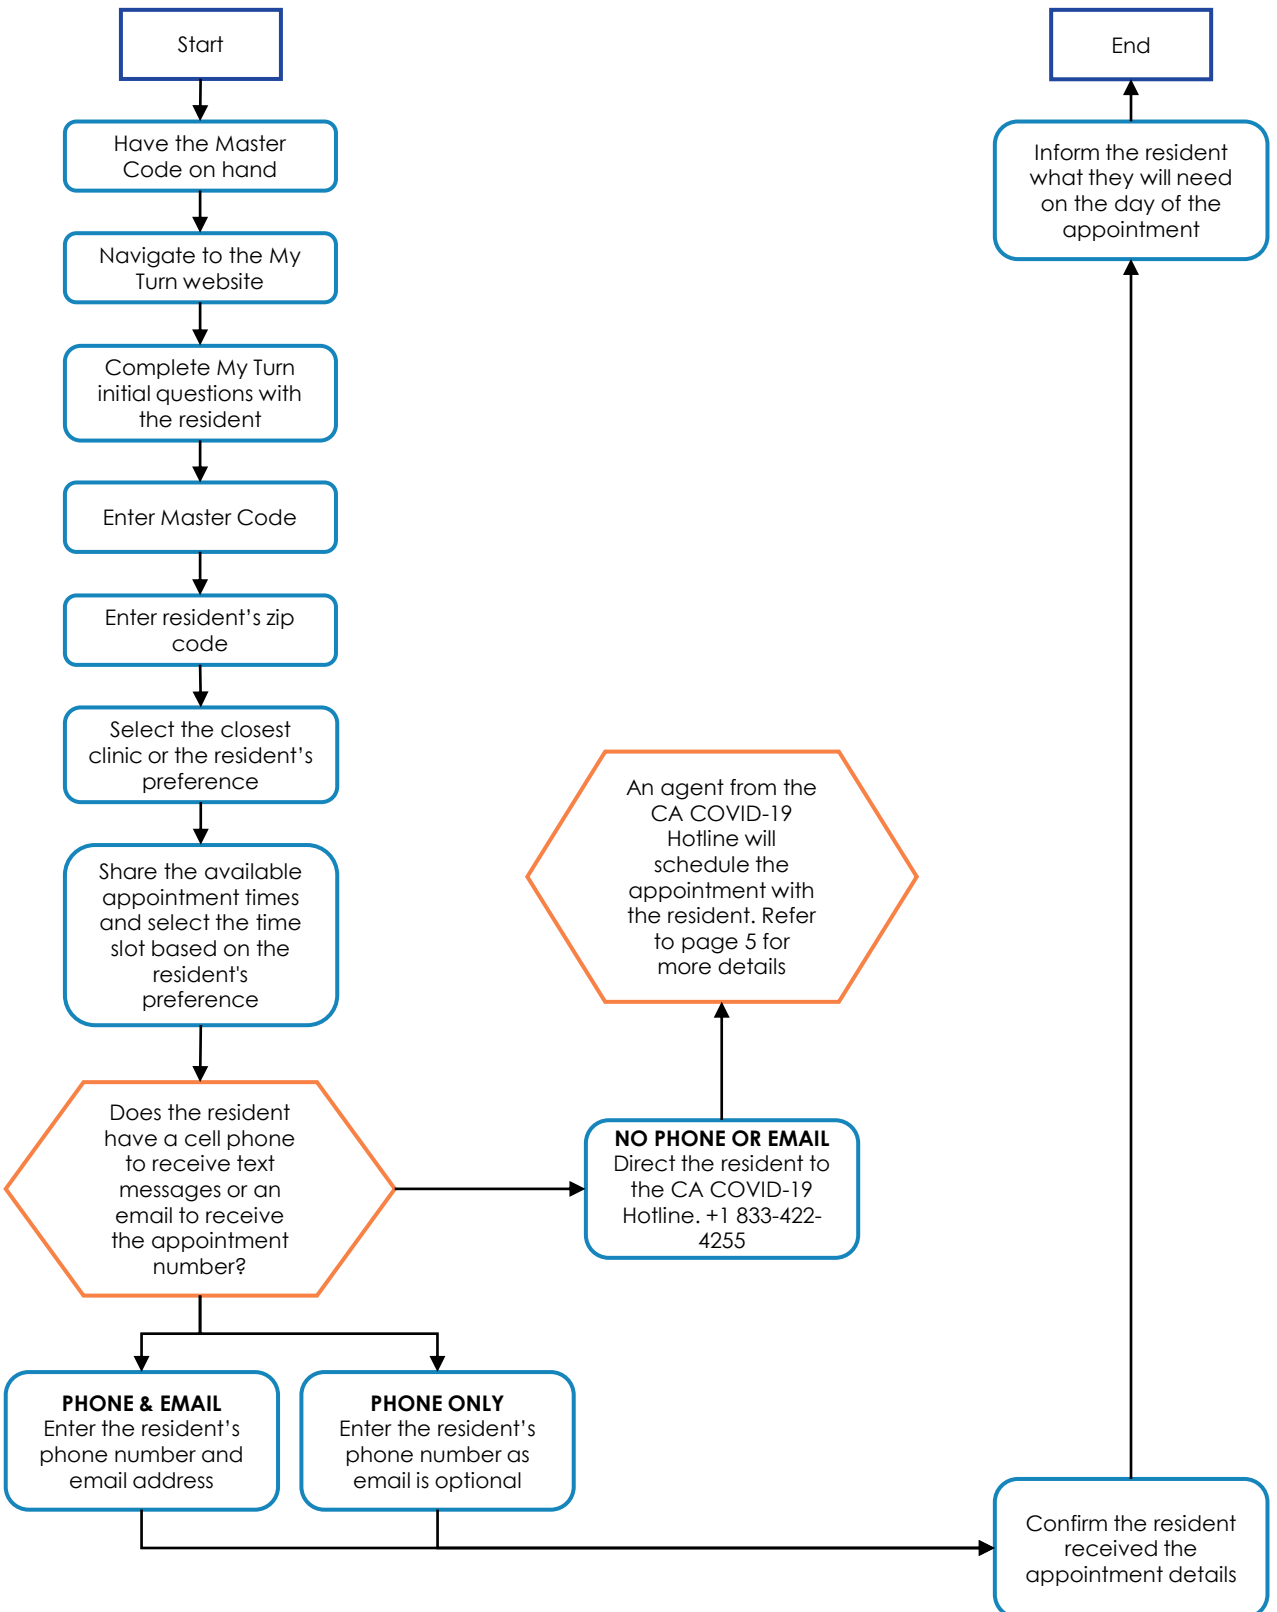 Start
Have the Master
Code on hand
Navigate to the My
Turn website
Complete My Turn
initial questions with
the resident
Enter Master Code
Enter resident’s zip
code
Select the closest
clinic or the resident’s
preference
Share the available
appointment times
and select the time
slot based on the
resident's
preference
Does the resident
have a cell phone
to receive text
messages or an
email to receive
the appointment
number?
NO PHONE OR EMAIL
Direct the resident to
the CA COVID-19
Hotline. +1 833-422-
4255
An agent from the
CA COVID-19
Hotline will
schedule the
appointment with
the resident. Refer
to page 5 for
more details
PHONE & EMAIL
Enter the resident’s
phone number and
email address
PHONE ONLY
Enter the resident’s
phone number as
email is optional
Confirm the resident
received the
appointment details
Inform the resident
what they will need
on the day of the
appointment
End